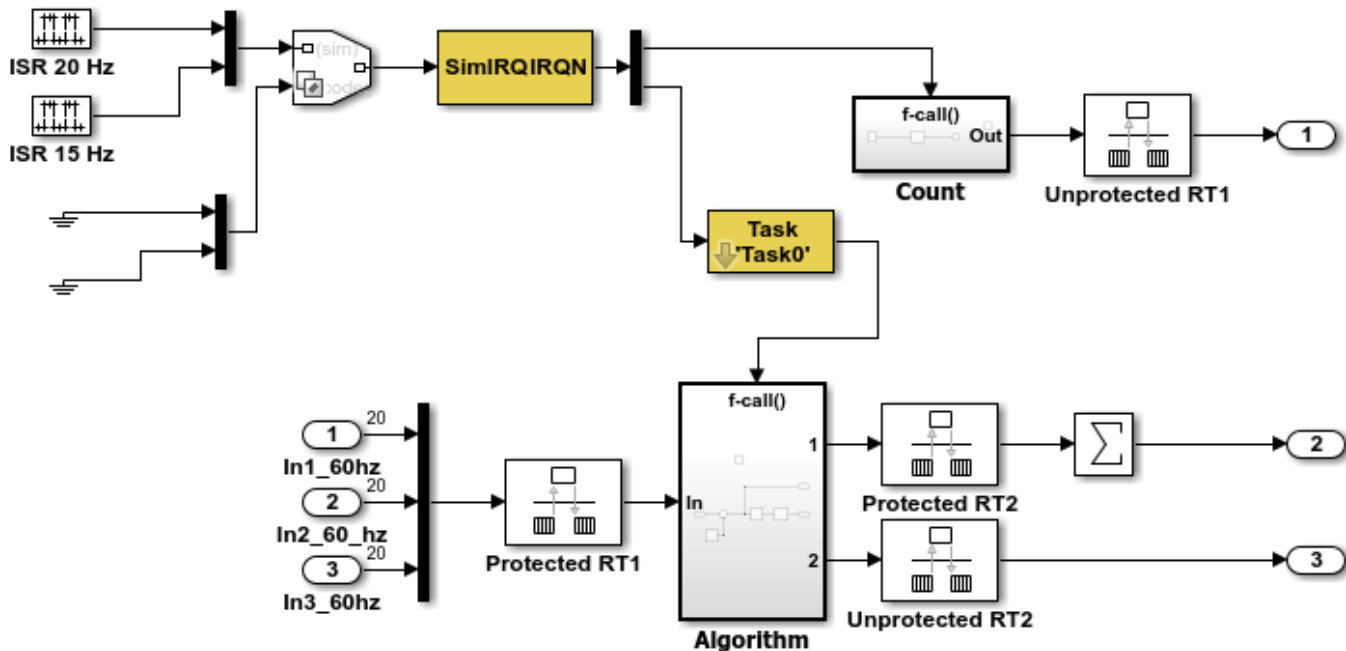 ISR 20 Hz
(sim)
code
SimIRQIRQN
ISR 15 Hz
f-call()
Out
Count
Unprotected RT1
1
Task
'Task0'
f-call()
1
2
In
Algorithm
20
1
In1_60hz
20
2
In2_60_hz
20
3
In3_60hz
Protected RT1
Protected RT2
Σ
2
Unprotected RT2
3